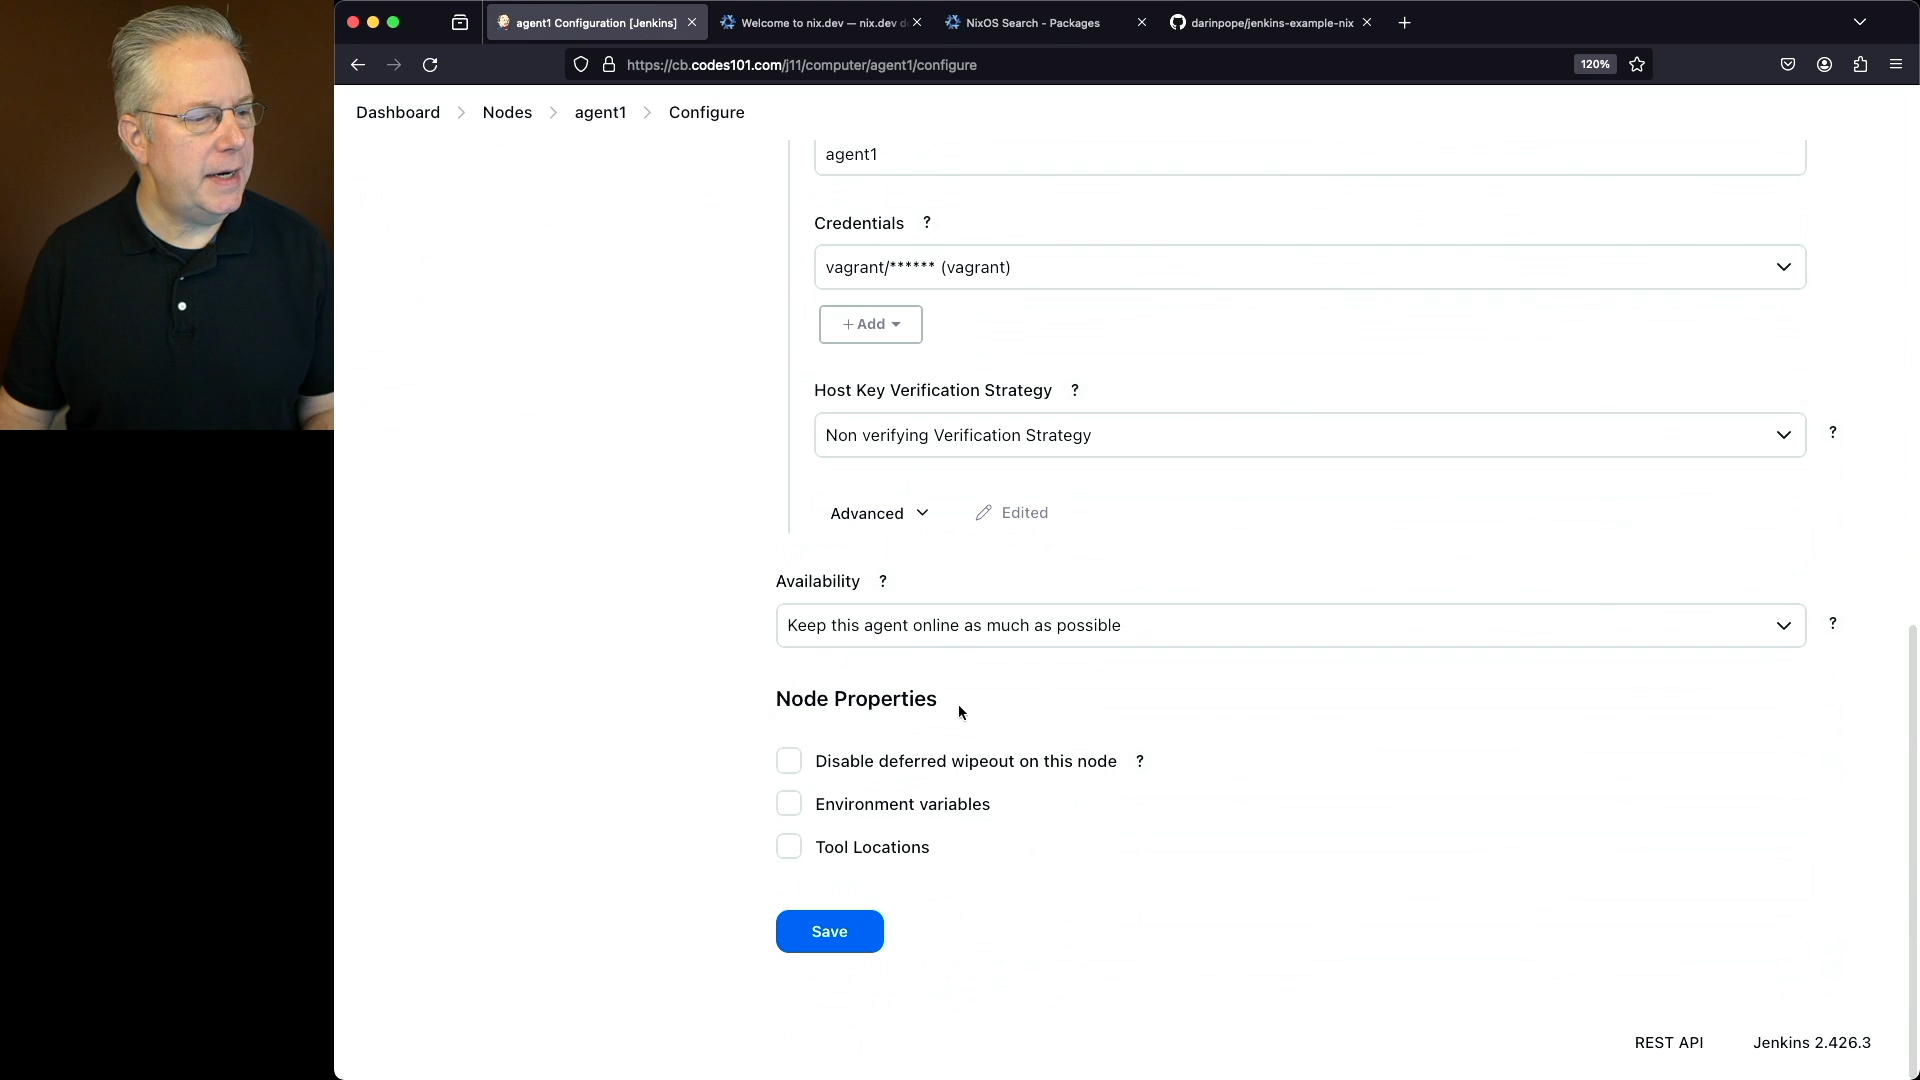 agent1 Configuration [Jenkins]
Welcome to nix.dev — nix.dev d
NixOS Search - Packages
darinpope/jenkins-example-nix
https://cb.codes101.com/j11/computer/agent1/configure
120%
Dashboard
Nodes
agent1
Configure
agent1
Credentials ?
vagrant/****** (vagrant)
+ Add
Host Key Verification Strategy ?
Non verifying Verification Strategy
?
Advanced
Edited
Availability ?
Keep this agent online as much as possible
?
Node Properties
Disable deferred wipeout on this node ?
Environment variables
Tool Locations
Save
REST API
Jenkins 2.426.3